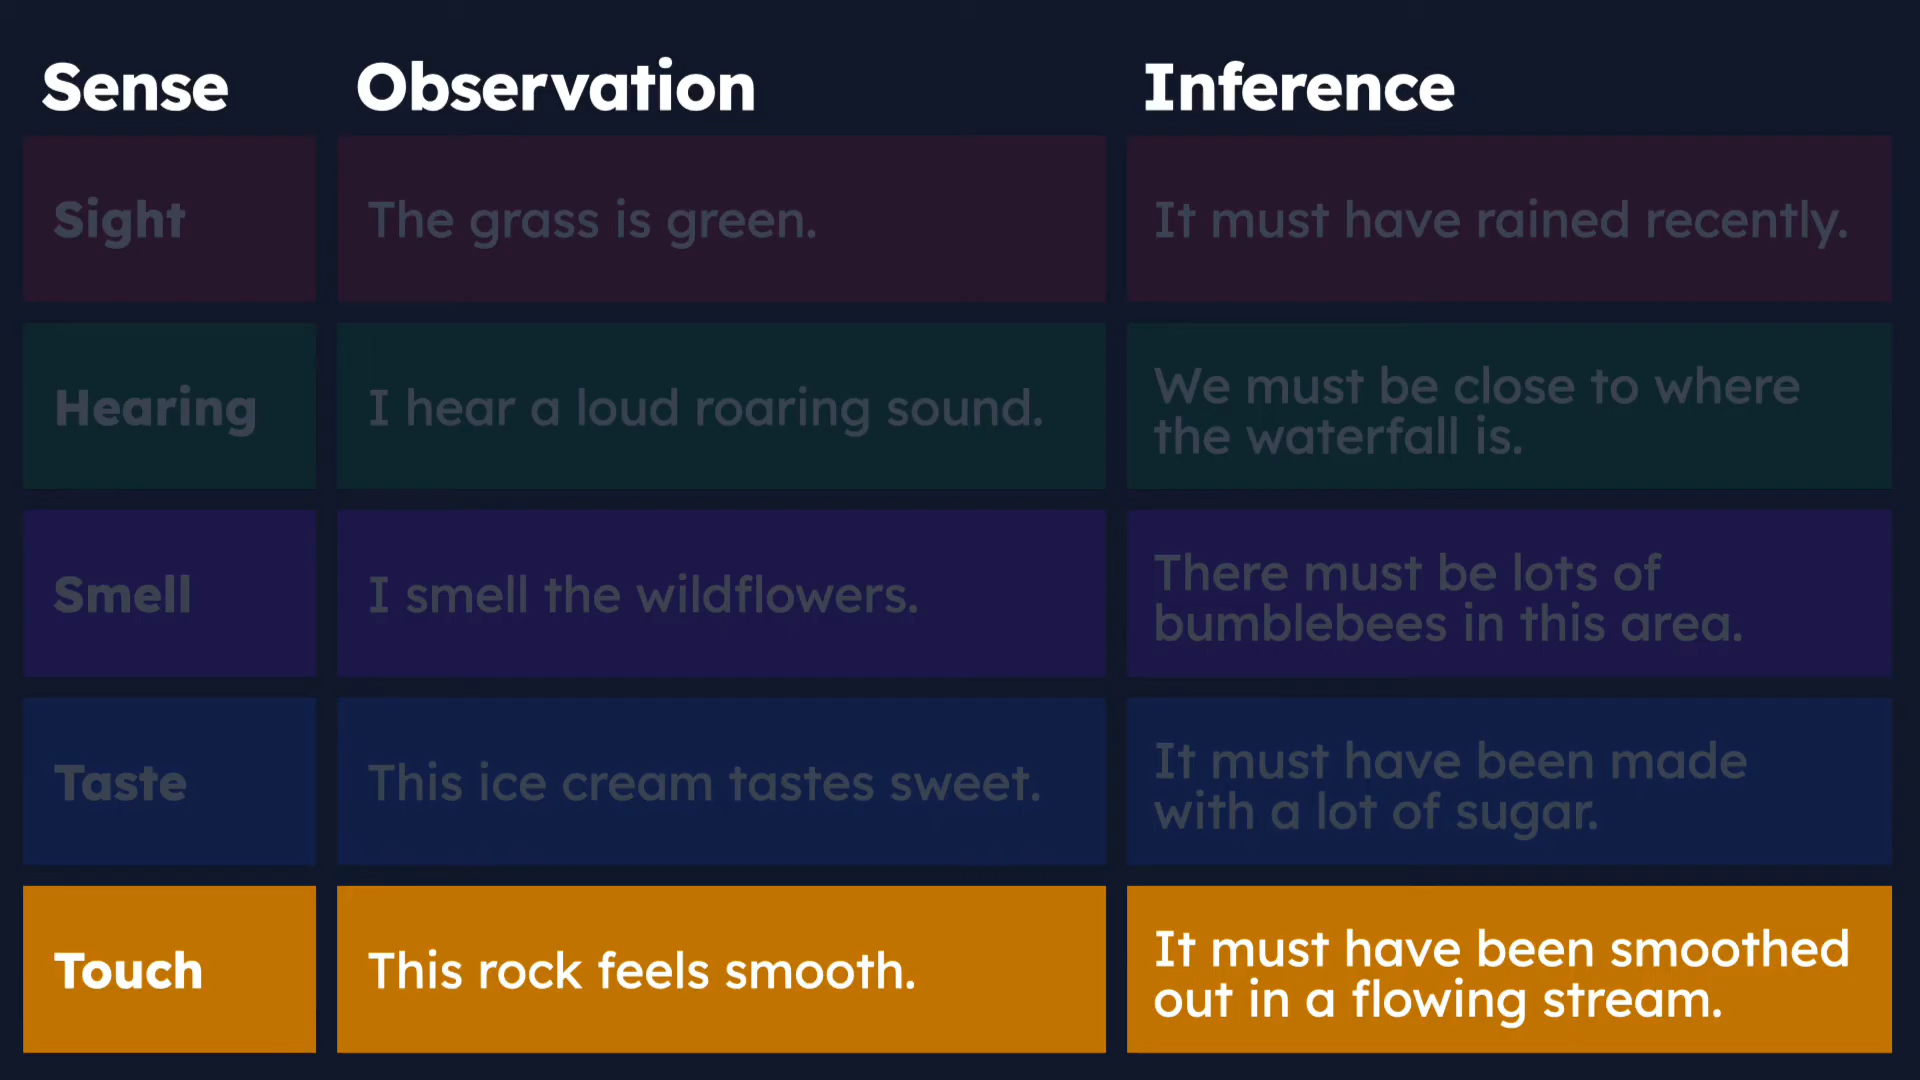 Sense Observation Inference
Sight The grass is green. It must have rained recently.
Hearing I hear a loud roaring sound. We must be close to where
the waterfall is.
Smell I smell the wildflowers. There must be lots of
bumblebees in this area.
Taste This ice cream tastes sweet. It must have been made
with a lot of sugar.
Touch This rock feels smooth. It must have been smoothed
out in a flowing stream.